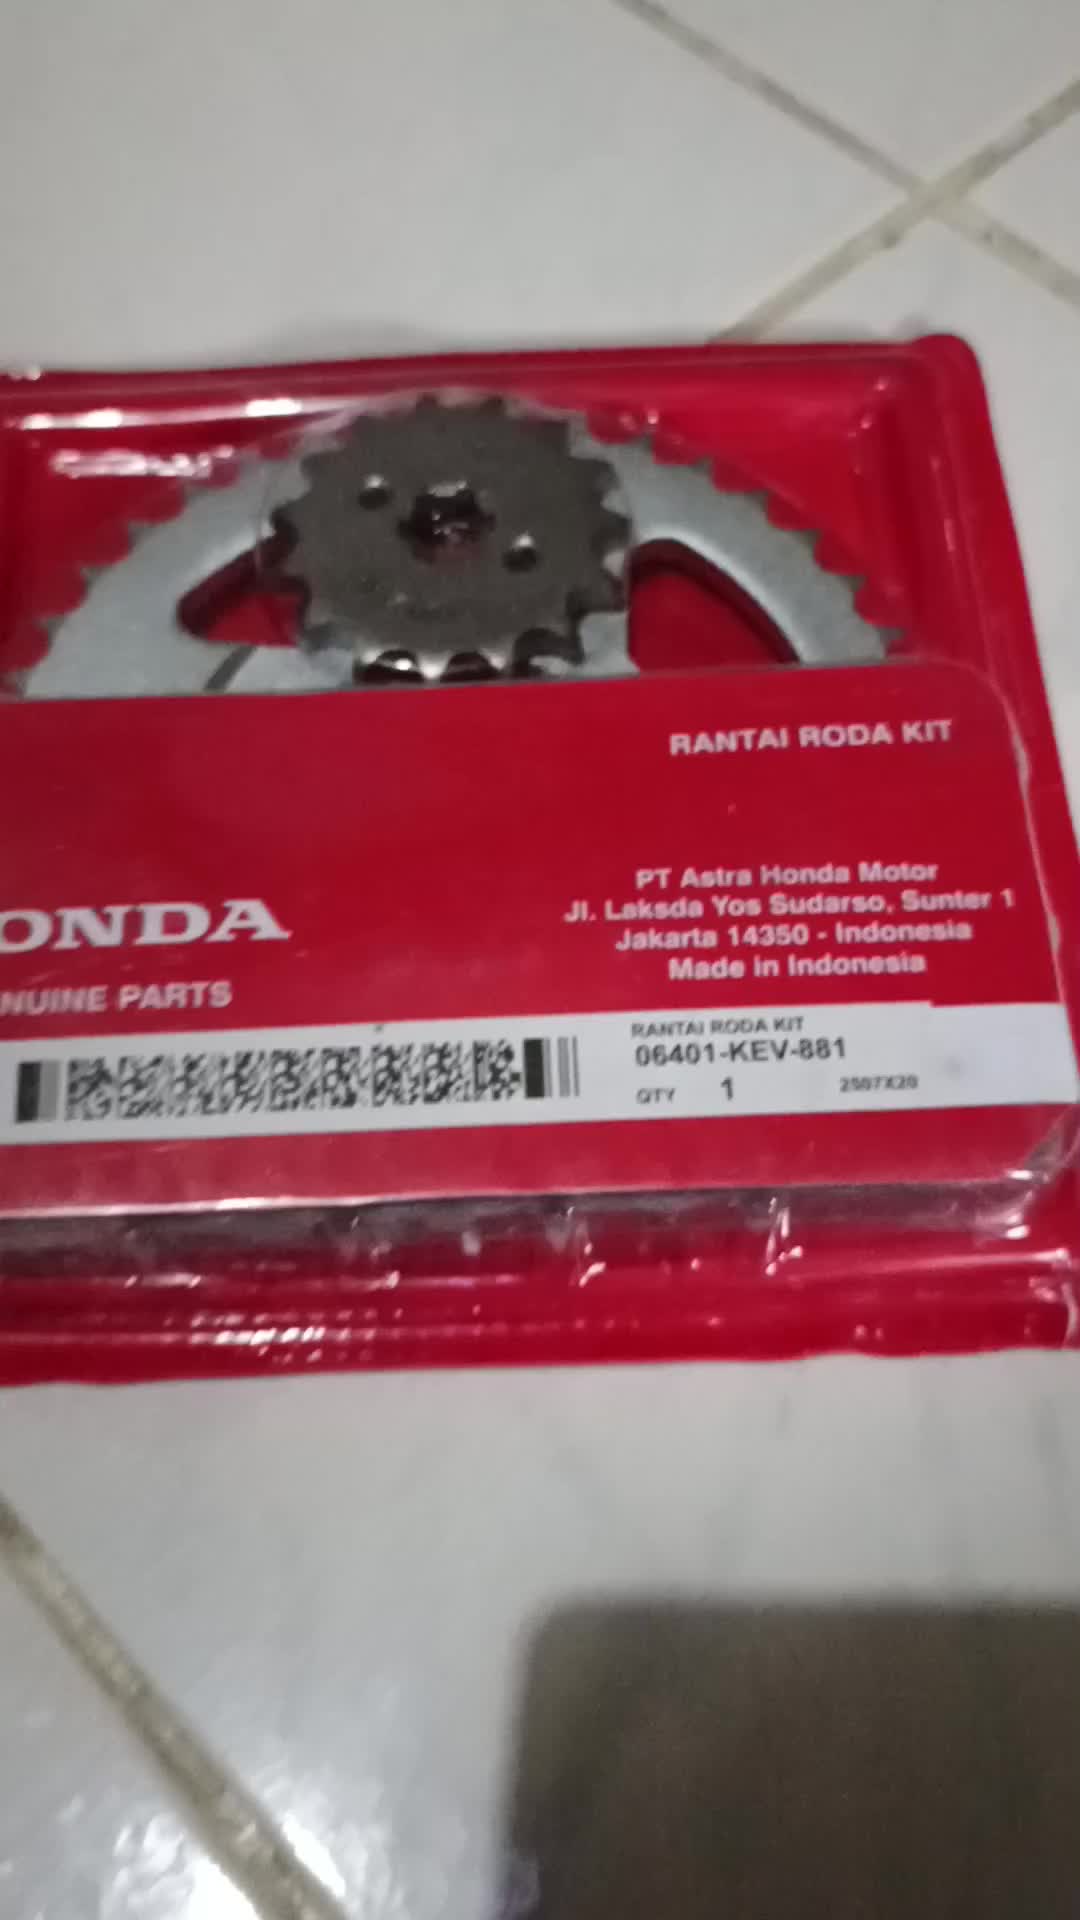 RANTAI RODA KIT
PT Astra Honda Motor
Jl. Laksda Yos Sudarso, Sunter 1
Jakarta 14350 - Indonesia
Made in Indonesia
ONDA
NUINE PARTS
RANTAI RODA KIT
06401-KEV-881
QTY 1 2507X20